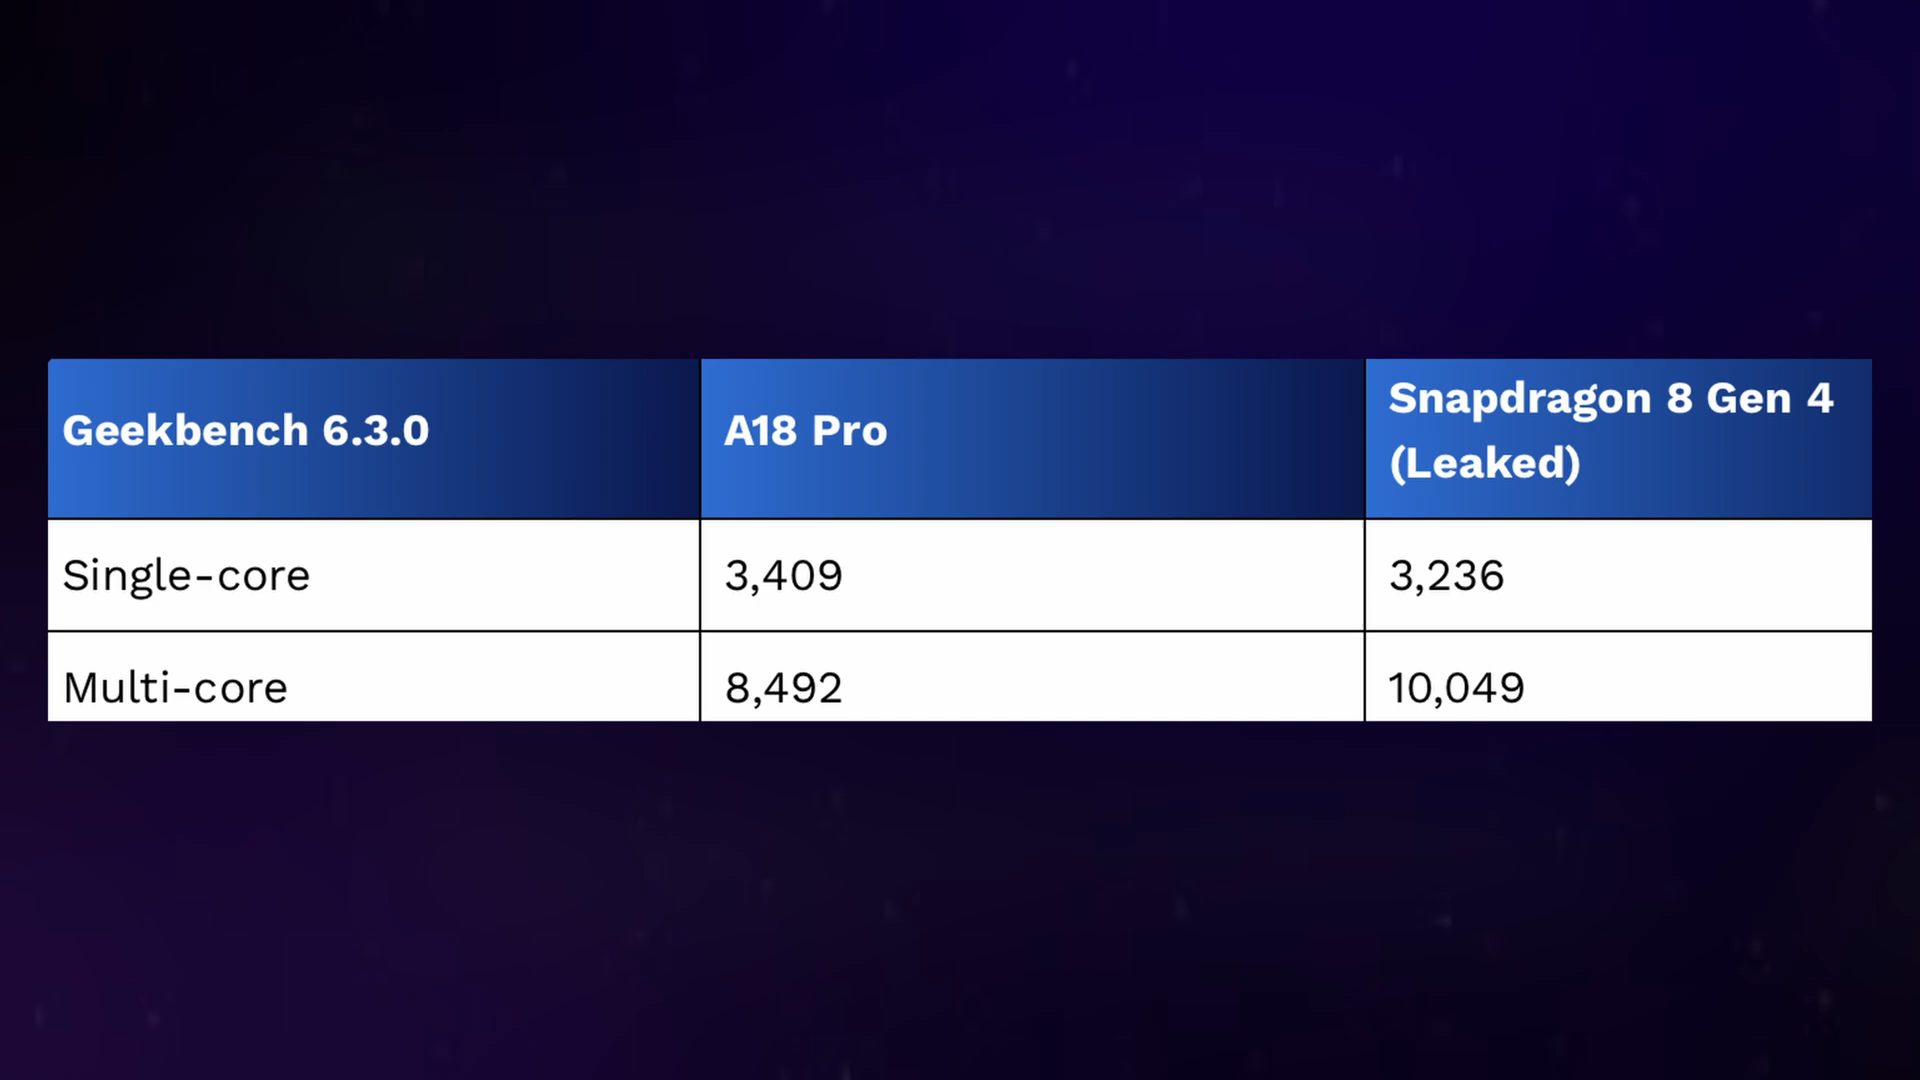 Geekbench 6.3.0
A18 Pro
Snapdragon 8 Gen 4
(Leaked)
Single-core
3,409
3,236
Multi-core
8,492
10,049